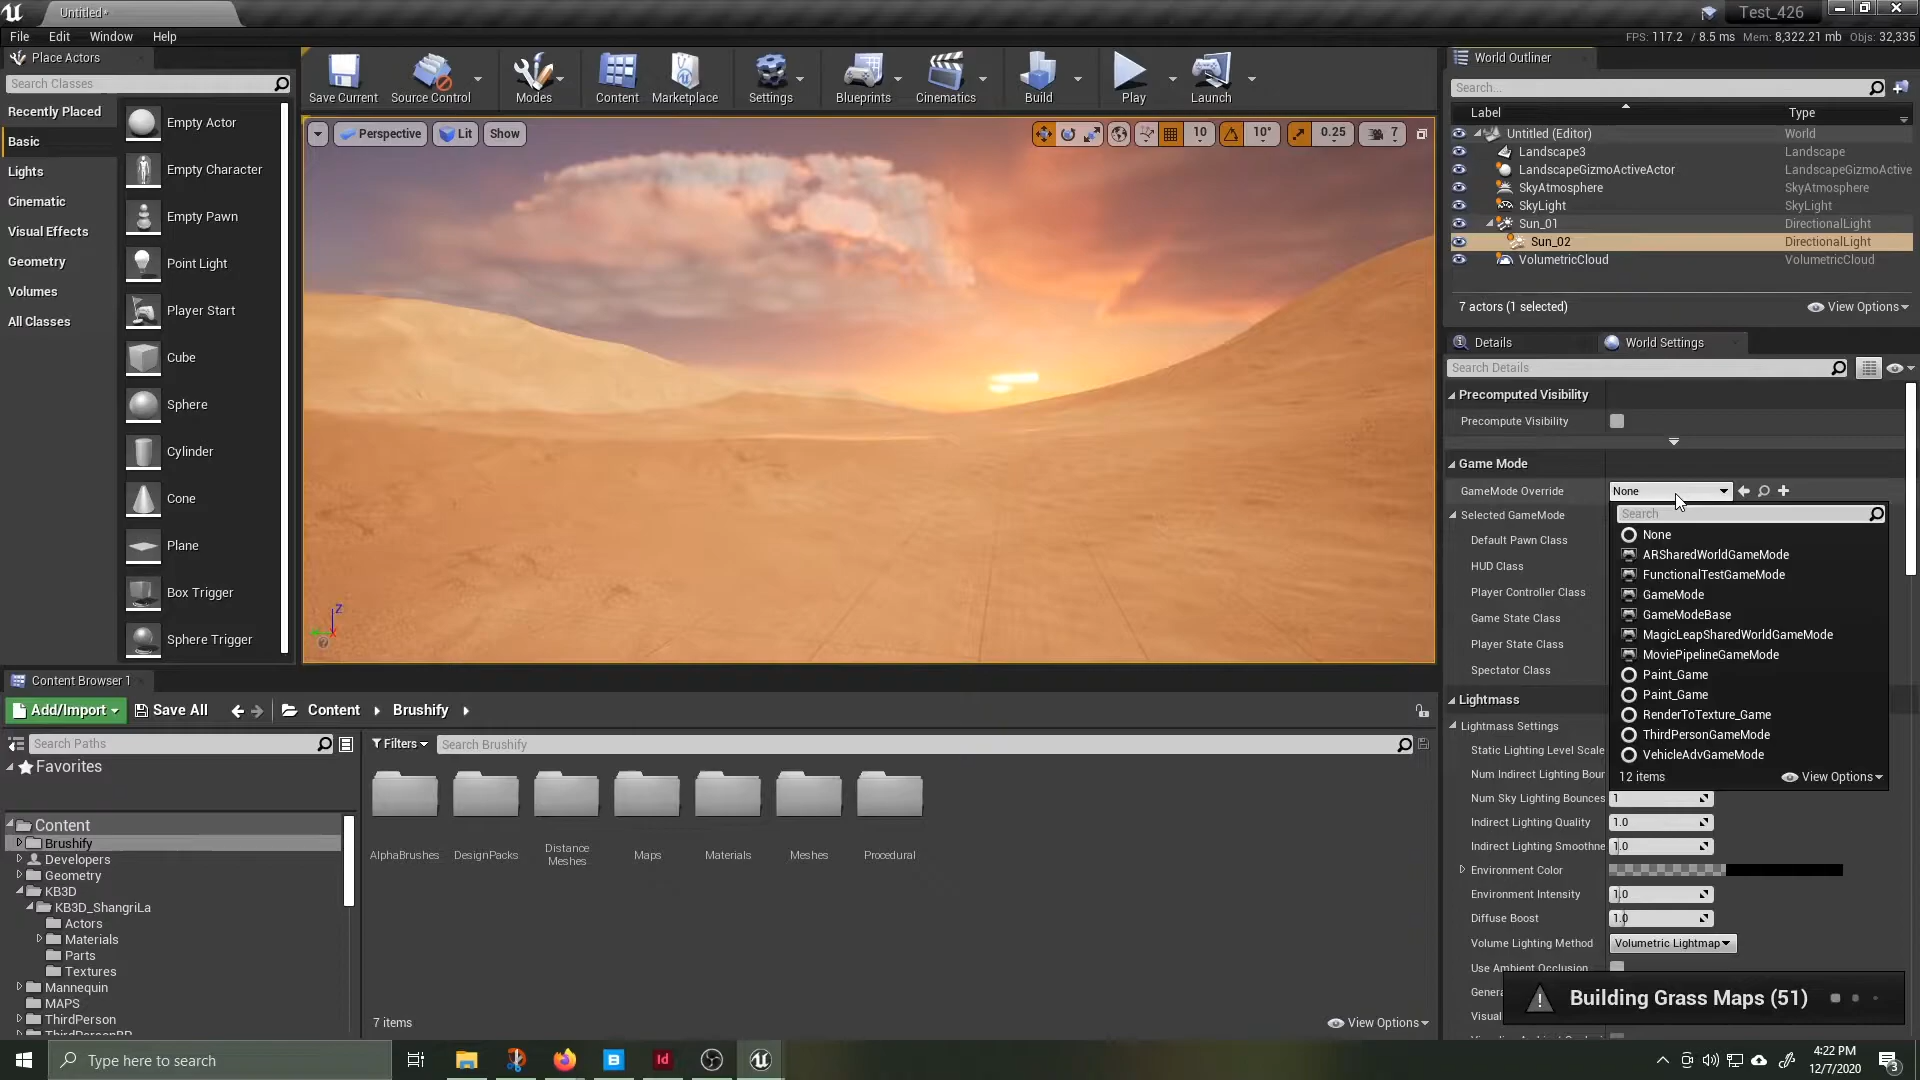 Untitled*
Test_426
File Edit Window Help
FPS: 117.2 / 8.5 ms Mem: 8,322.21 mb Objs: 32,335
Place Actors
Search Classes
Recently Placed
Basic
Lights
Cinematic
Visual Effects
Geometry
Volumes
All Classes
Empty Actor
Empty Character
Empty Pawn
Point Light
Player Start
Cube
Sphere
Cylinder
Cone
Plane
Box Trigger
Sphere Trigger
Save Current
Source Control
Modes
Content
Marketplace
Settings
Blueprints
Cinematics
Build
Play
Launch
Perspective
Lit
Show
10
10°
0.25
7
Z
World Outliner
Search...
Label Type
Untitled (Editor) World
Landscape3 Landscape
LandscapeGizmoActiveActor LandscapeGizmoActive
SkyAtmosphere SkyAtmosphere
SkyLight SkyLight
Sun_01 DirectionalLight
Sun_02 DirectionalLight
VolumetricCloud VolumetricCloud
7 actors (1 selected)
View Options
Details
World Settings
Search Details
Precomputed Visibility
Precompute Visibility
Game Mode
GameMode Override
None
Selected GameMode
Default Pawn Class
HUD Class
Player Controller Class
Game State Class
Player State Class
Spectator Class
Search
None
ARSharedWorldGameMode
FunctionalTestGameMode
GameMode
GameModeBase
MagicLeapSharedWorldGameMode
MoviePipelineGameMode
Paint_Game
Paint_Game
RenderToTexture_Game
ThirdPersonGameMode
VehicleAdvGameMode
12 items
View Options
Lightmass
Lightmass Settings
Static Lighting Level Scale
Num Indirect Lighting Boun
Num Sky Lighting Bounces 1
Indirect Lighting Quality 1.0
Indirect Lighting Smoothne 1.0
Environment Color
Environment Intensity 1.0
Diffuse Boost 1.0
Volume Lighting Method Volumetric Lightmap
Use Ambient Occlusion
Genera
Visuali
Building Grass Maps (51)
Content Browser 1
Add/Import
Save All
Content
Brushify
Search Paths
Filters
Search Brushify
Favorites
Content
Brushify
Developers
Geometry
KB3D
KB3D_ShangriLa
Actors
Materials
Parts
Textures
Mannequin
MAPS
ThirdPerson
ThirdPersonBP
AlphaBrushes
DesignPacks
Distance
Meshes
Maps
Materials
Meshes
Procedural
7 items
View Options
Type here to search
Id
4:22 PM
12/7/2020
3